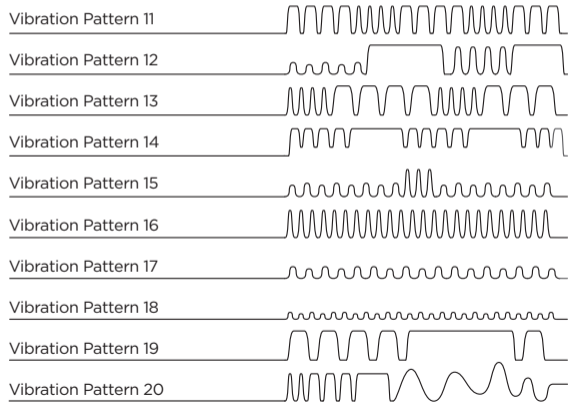 Vibration Pattern 11
Vibration Pattern 12
Vibration Pattern 13
Vibration Pattern 14
Vibration Pattern 15
Vibration Pattern 16
Vibration Pattern 17
Vibration Pattern 18
Vibration Pattern 19
Vibration Pattern 20